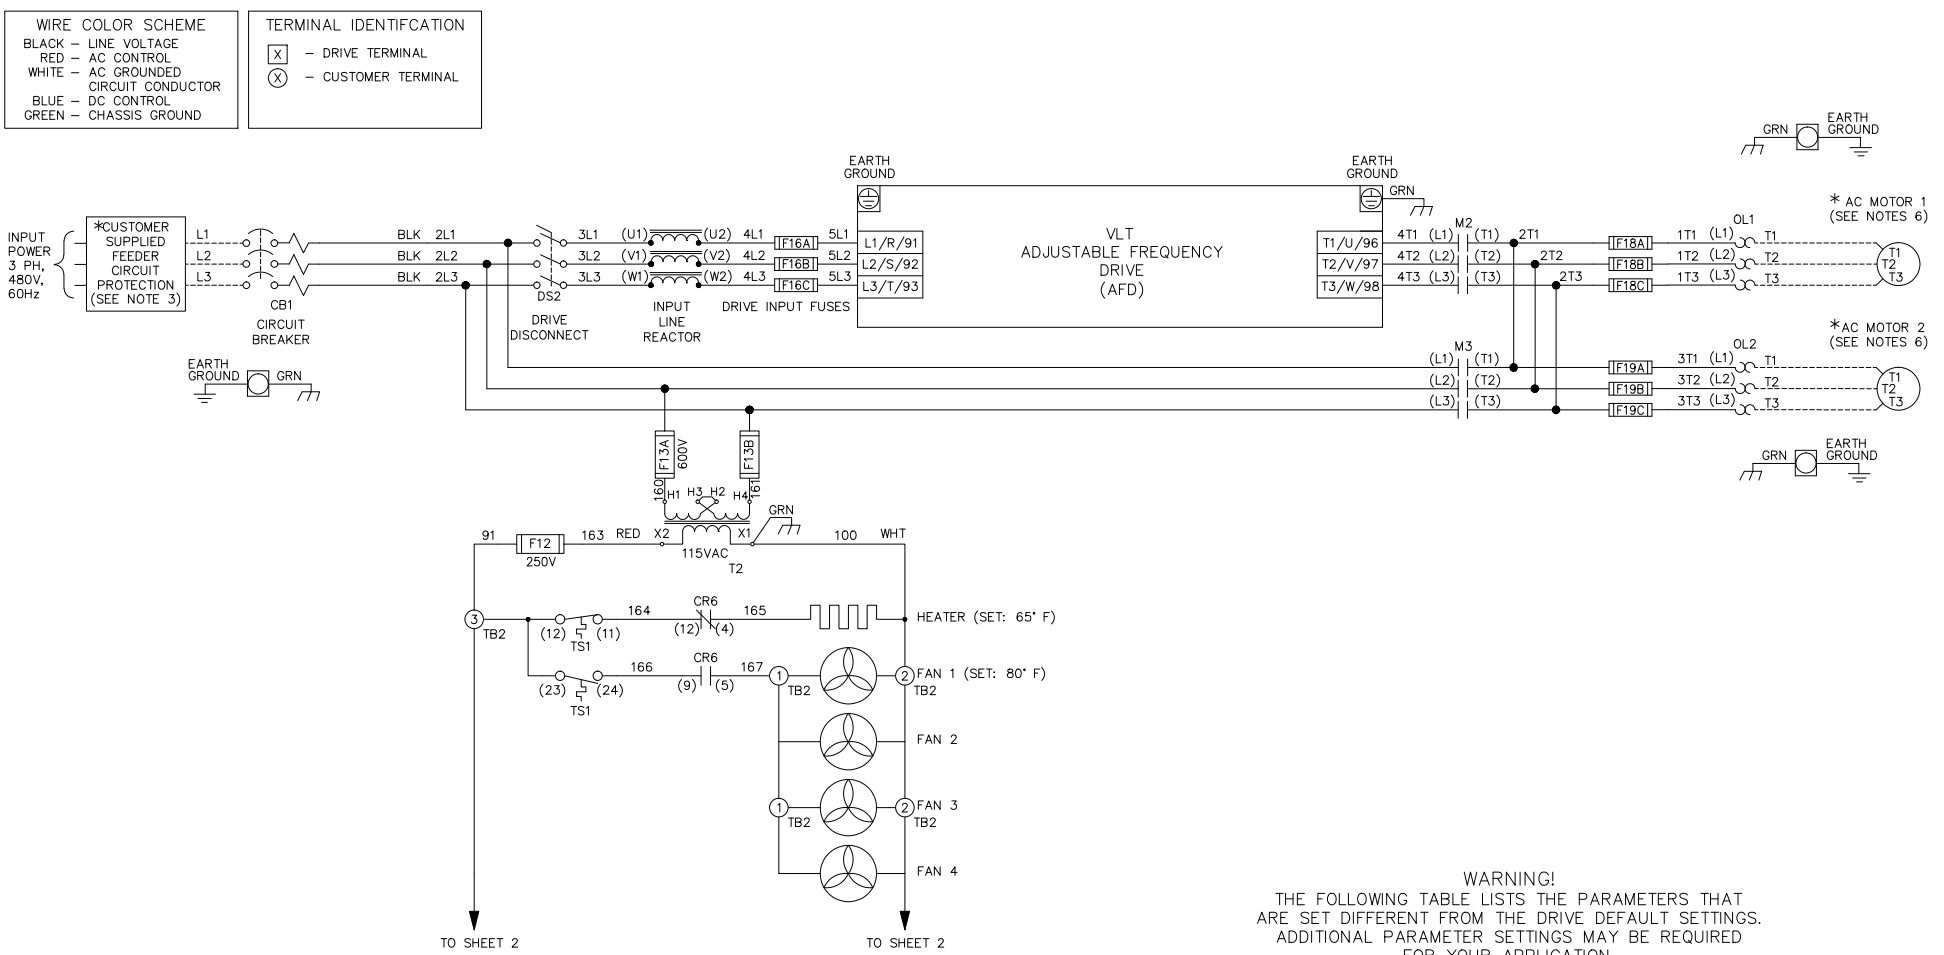 WIRE COLOR SCHEME
BLACK – LINE VOLTAGE
RED – AC CONTROL
WHITE – AC GROUNDED
CIRCUIT CONDUCTOR
BLUE – DC CONTROL
GREEN – CHASSIS GROUND
TERMINAL IDENTIFCATION
X – DRIVE TERMINAL
X – CUSTOMER TERMINAL
INPUT
POWER
3 PH,
480V,
60Hz
*CUSTOMER
SUPPLIED
FEEDER
CIRCUIT
PROTECTION
(SEE NOTE 3)
L1
L2
L3
CB1
CIRCUIT
BREAKER
EARTH
GROUND
GRN
BLK 2L1
BLK 2L2
BLK 2L3
DS2
DRIVE
DISCONNECT
3L1 (U1) (U2) 4L1 F16A 5L1
3L2 (V1) (V2) 4L2 F16B 5L2
3L3 (W1) (W2) 4L3 F16C 5L3
INPUT
LINE
REACTOR
DRIVE INPUT FUSES
EARTH
GROUND
L1/R/91
L2/S/92
L3/T/93
VLT
ADJUSTABLE FREQUENCY
DRIVE
(AFD)
EARTH
GROUND
GRN
T1/U/96
T2/V/97
T3/W/98
M2
4T1 (L1) (T1) 2T1
4T2 (L2) (T2) 2T2
4T3 (L3) (T3) 2T3
OL1
F18A 1T1 (L1) T1
F18B 1T2 (L2) T2
F18C 1T3 (L3) T3
GRN
EARTH
GROUND
* AC MOTOR 1
(SEE NOTES 6)
T1
T2
T3
M3
(L1) (T1)
(L2) (T2)
(L3) (T3)
OL2
F19A 3T1 (L1) T1
F19B 3T2 (L2) T2
F19C 3T3 (L3) T3
*AC MOTOR 2
(SEE NOTES 6)
T1
T2
T3
GRN
EARTH
GROUND
F13A
600V
F13B
160
161
H1 H3 H2 H4
GRN
91 F12 163 RED X2 X1 100 WHT
250V
115VAC
T2
3
TB2
(12) (11)
TS1
164
CR6
(12) (4)
165
HEATER (SET: 65° F)
(23) (24)
TS1
166
CR6
(9) (5)
167
1
TB2
2
TB2
FAN 1 (SET: 80° F)
FAN 2
1
TB2
2
TB2
FAN 3
FAN 4
TO SHEET 2
TO SHEET 2
WARNING!
THE FOLLOWING TABLE LISTS THE PARAMETERS THAT
ARE SET DIFFERENT FROM THE DRIVE DEFAULT SETTINGS.
ADDITIONAL PARAMETER SETTINGS MAY BE REQUIRED
FOR YOUR APPLICATION